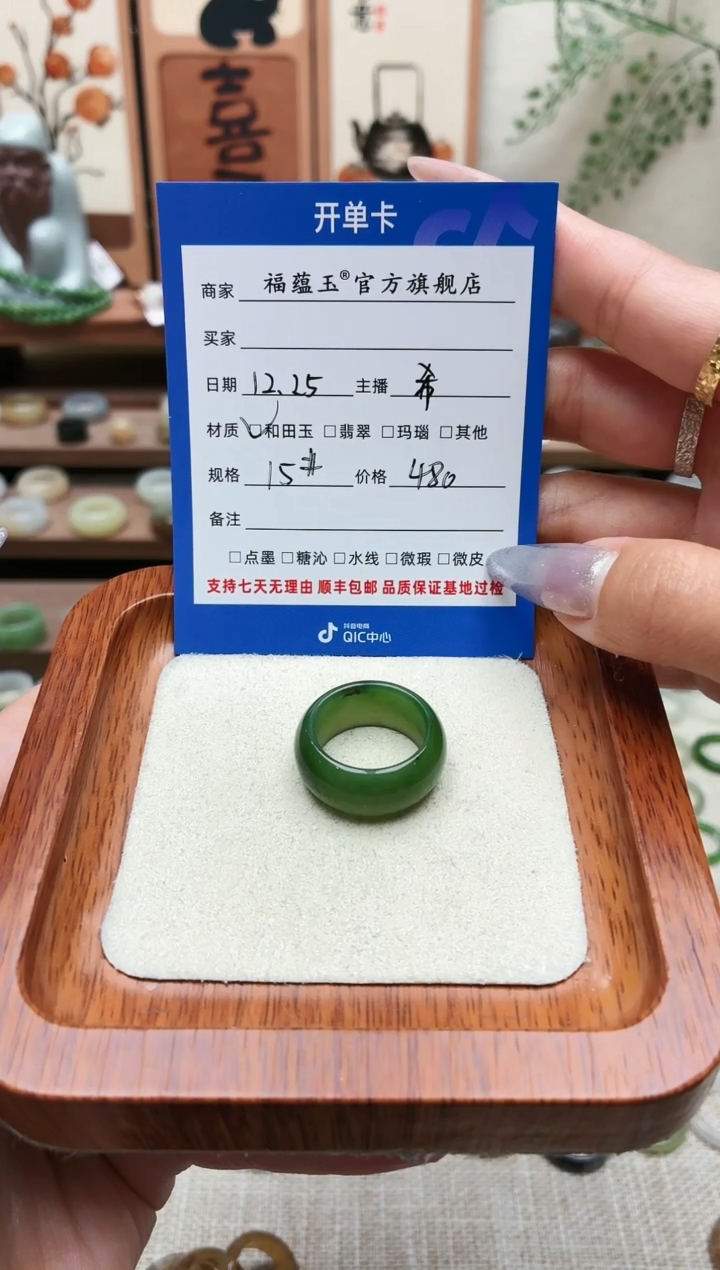 喜
开单卡
商家 福蕴玉®官方旗舰店
买家
日期 12.25 主播 希
材质 ☑和田玉 □翡翠 □玛瑙 □其他
规格 15# 价格 480
备注
□点墨 □糖沁 □水线 □微瑕 □微皮
支持七天无理由 顺丰包邮 品质保证基地过检
抖音电商
QIC中心